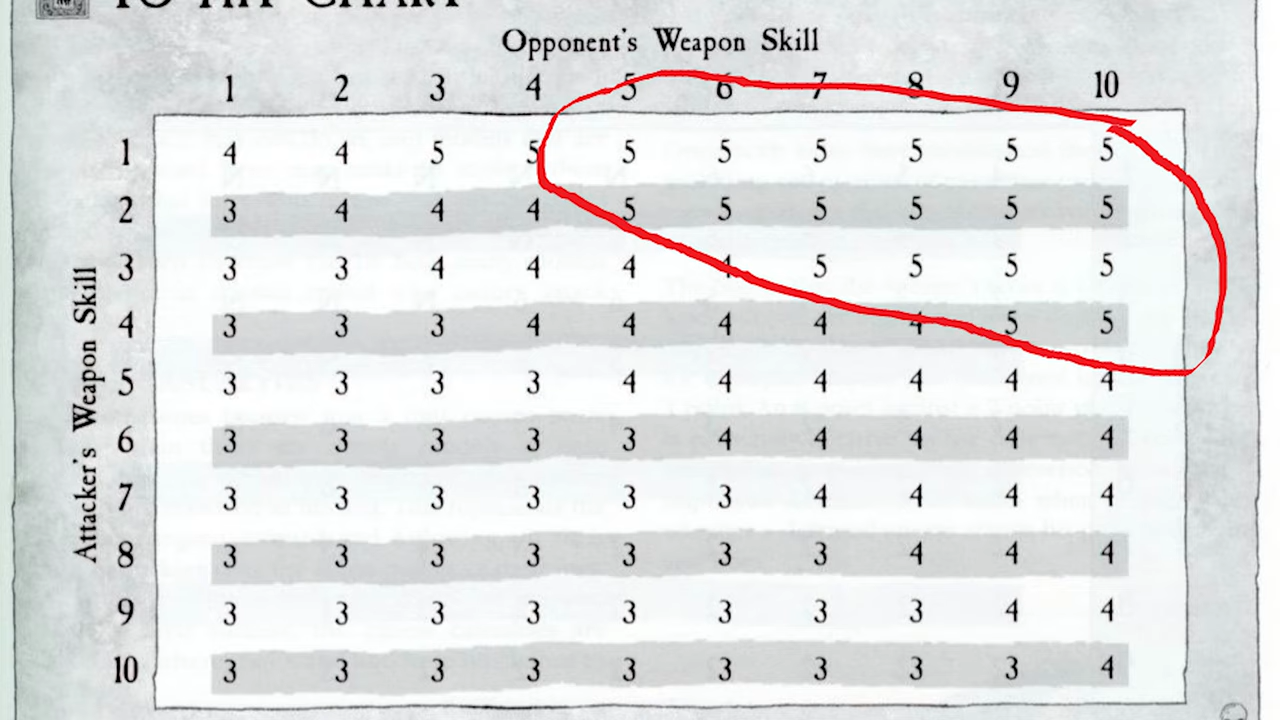 TO HIT CHART
Opponent's Weapon Skill
1 2 3 4 5 6 7 8 9 10
Attacker's Weapon Skill
1 4 4 5 5 5 5 5 5 5 5
2 3 4 4 4 5 5 5 5 5 5
3 3 3 4 4 4 4 5 5 5 5
4 3 3 3 4 4 4 4 4 5 5
5 3 3 3 3 4 4 4 4 4 4
6 3 3 3 3 3 4 4 4 4 4
7 3 3 3 3 3 3 4 4 4 4
8 3 3 3 3 3 3 3 4 4 4
9 3 3 3 3 3 3 3 3 4 4
10 3 3 3 3 3 3 3 3 3 4